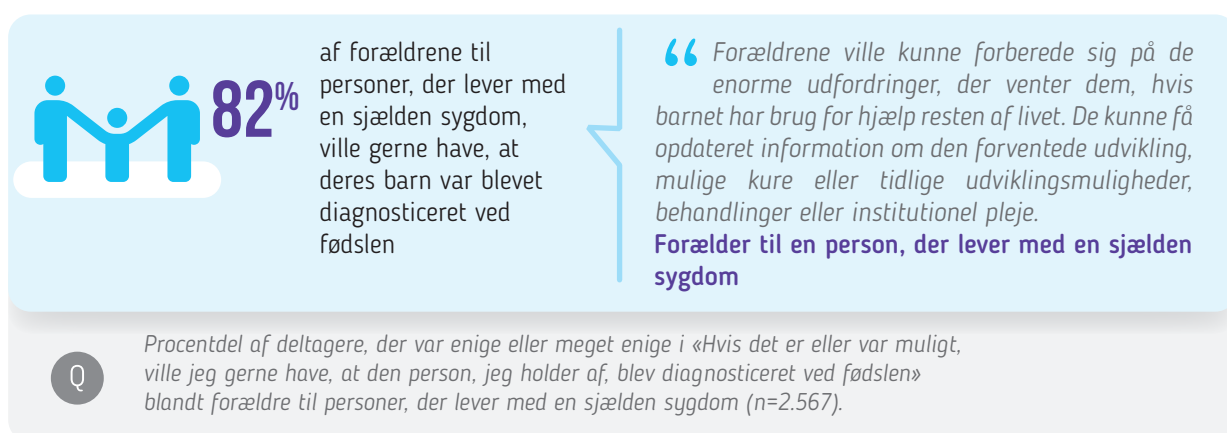 82%
af forældrene til
personer, der lever med
en sjælden sygdom,
ville gerne have, at
deres barn var blevet
diagnosticeret ved
fødslen
“ Forældrene ville kunne forberede sig på de
enorme udfordringer, der venter dem, hvis
barnet har brug for hjælp resten af livet. De kunne få
opdateret information om den forventede udvikling,
mulige kure eller tidlige udviklingsmuligheder,
behandlinger eller institutionel pleje.
Forælder til en person, der lever med en sjælden
sygdom
Q
Procentdel af deltagere, der var enige eller meget enige i «Hvis det er eller var muligt,
ville jeg gerne have, at den person, jeg holder af, blev diagnosticeret ved fødslen»
blandt forældre til personer, der lever med en sjælden sygdom (n=2.567).